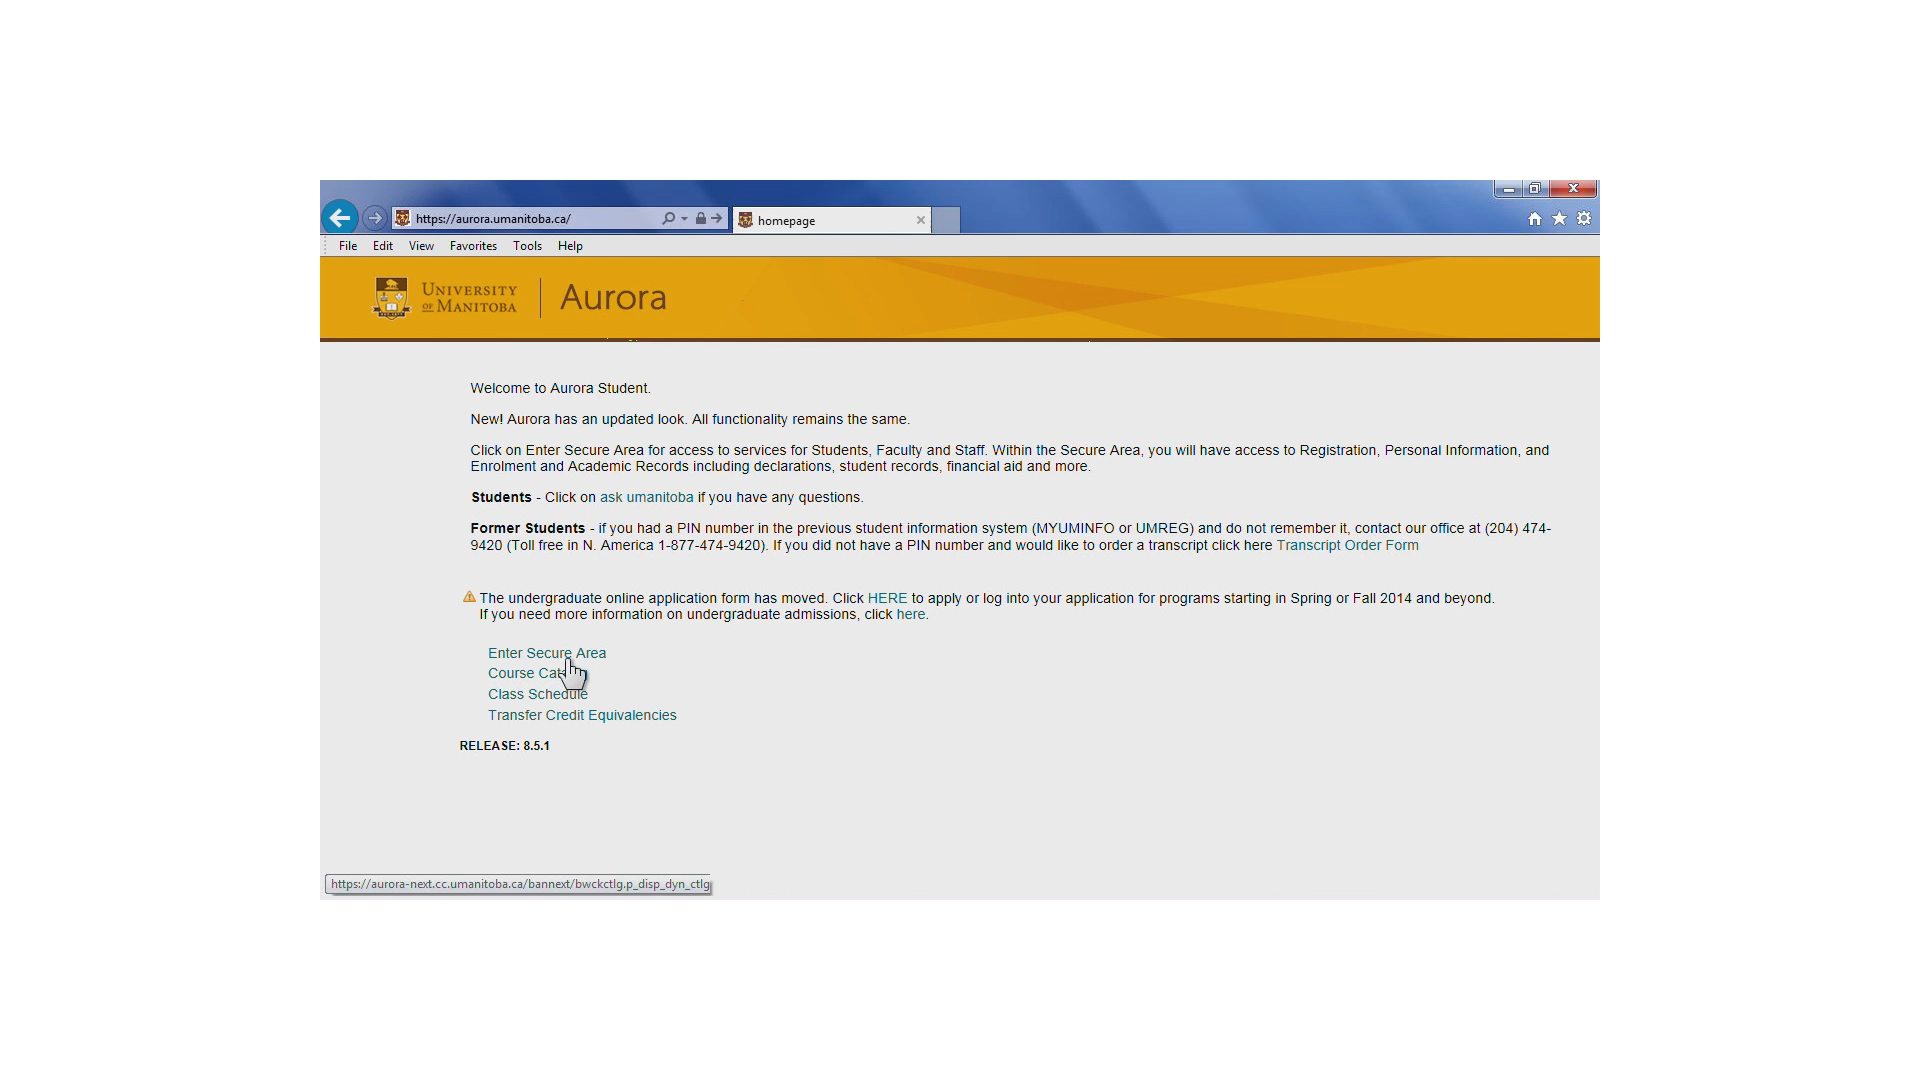 https://aurora.umanitoba.ca/
homepage
File Edit View Favorites Tools Help
UNIVERSITY
OF MANITOBA
Aurora
Welcome to Aurora Student.
New! Aurora has an updated look. All functionality remains the same.
Click on Enter Secure Area for access to services for Students, Faculty and Staff. Within the Secure Area, you will have access to Registration, Personal Information, and
Enrolment and Academic Records including declarations, student records, financial aid and more.
Students - Click on ask umanitoba if you have any questions.
Former Students - if you had a PIN number in the previous student information system (MYUMINFO or UMREG) and do not remember it, contact our office at (204) 474-
9420 (Toll free in N. America 1-877-474-9420). If you did not have a PIN number and would like to order a transcript click here Transcript Order Form
The undergraduate online application form has moved. Click HERE to apply or log into your application for programs starting in Spring or Fall 2014 and beyond.
If you need more information on undergraduate admissions, click here.
Enter Secure Area
Course
Class Schedule
Transfer Credit Equivalencies
RELEASE: 8.5.1
https://aurora-next.cc.umanitoba.ca/bannext/bwckctlg.p_disp_dyn_ctlg